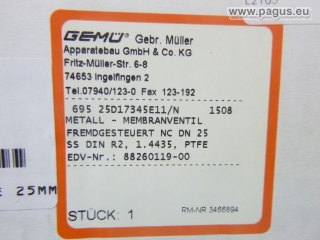 www.pagus.eu
GEMÜ® Gebr. Müller
Apparatebau GmbH & Co. KG
Fritz-Müller-Str. 6-8
74653 Ingelfingen 2
Tel.07940/123-0 Fax 123-192
695 25D17345E11/N 1508
METALL - MEMBRANVENTIL
FREMDGESTEUERT NC DN 25
SS DIN R2, 1.4435, PTFE
EDV-Nr.: 88260119-00
E 25MM
STÜCK: 1
RM-NR 3466894